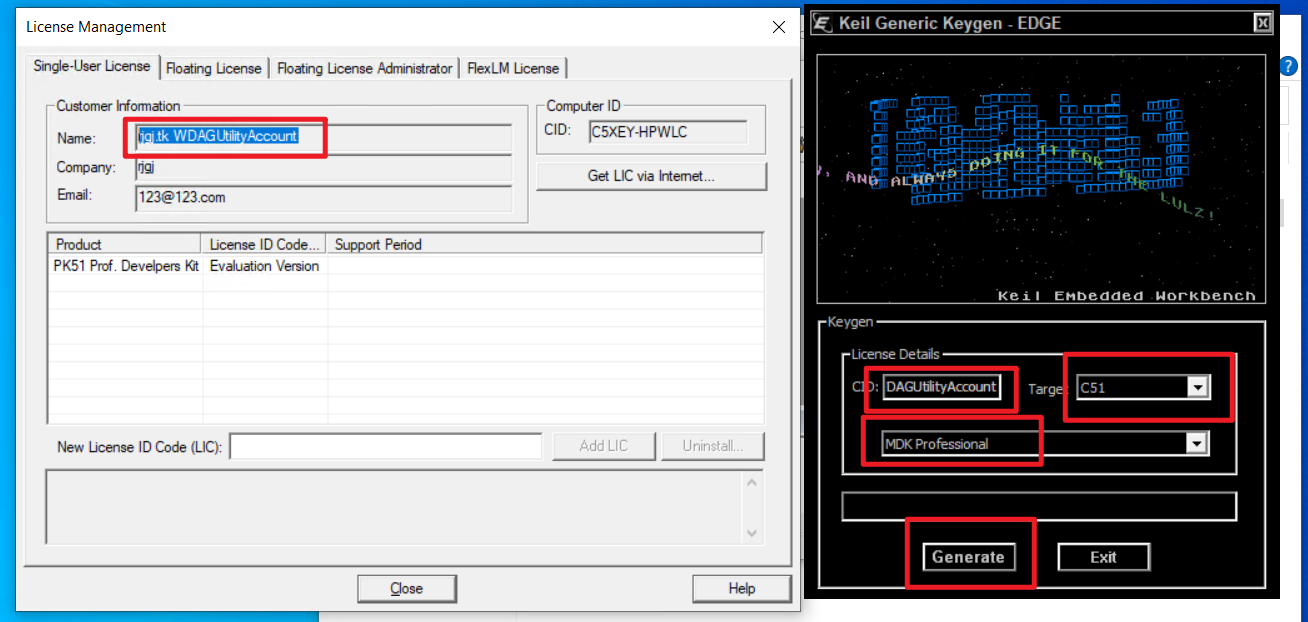 License Management
Single-User License
Floating License
Floating License Administrator
FlexLM License
Customer Information
Name:
rjgj.tk WDAGUtilityAccount
Company:
rjgj
Email:
123@123.com
Computer ID
CID:
C5XEY-HPWLC
Get LIC via Internet...
Product
License ID Code...
Support Period
PK51 Prof. Develpers Kit
Evaluation Version
New License ID Code (LIC):
Add LIC
Uninstall...
Close
Help
Keil Generic Keygen - EDGE
, AND ALWAYS DOING IT FOR THE LULZ!
Keil Embedded Workbench
Keygen
License Details
CID:
DAGUtilityAccount
Target
C51
MDK Professional
Generate
Exit
?